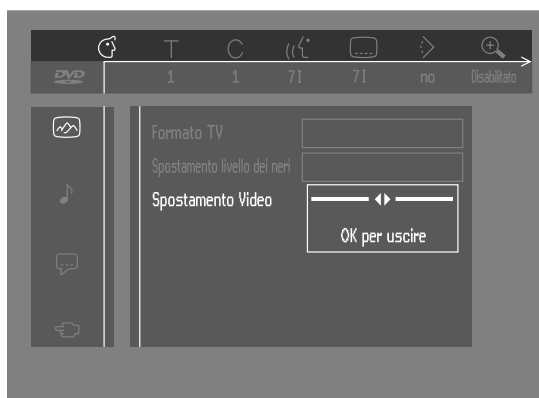 T C
DVD 1 1 7I 7I no Disabilitato
Formato TV
Spostamento livello dei neri
Spostamento Video
OK per uscire